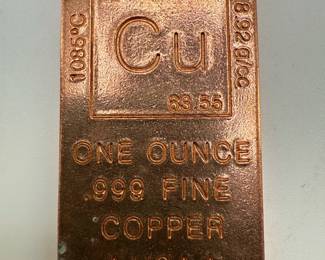 Cu
1085°C
8.92g/cc
63.55
ONE OUNCE
.999 FINE
COPPER